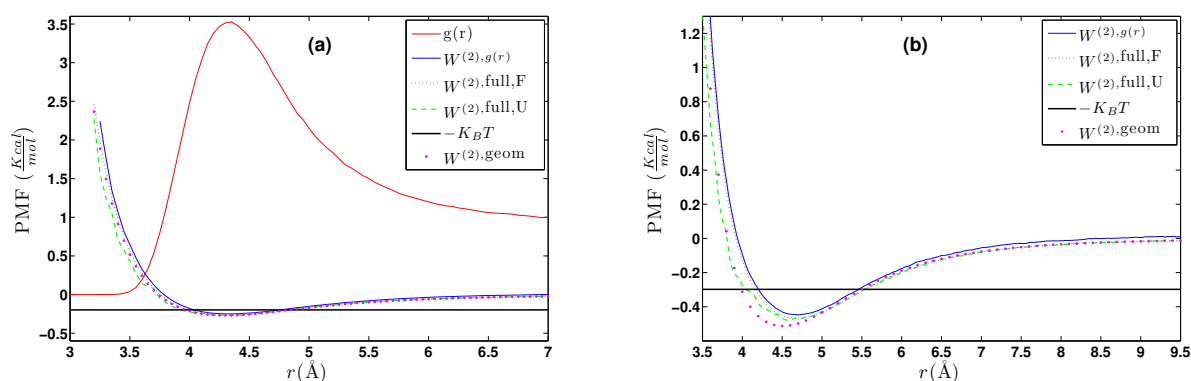 (a)
g(r)
W^{(2),g(r)}
W^{(2),full,F}
W^{(2),full,U}
−K_BT
W^{(2),geom}
3.5
3
2.5
2
1.5
1
0.5
0
−0.5
PMF (Kcal/mol)
3 3.5 4 4.5 5 5.5 6 6.5 7
r(Å)
(b)
W^{(2),g(r)}
W^{(2),full,F}
W^{(2),full,U}
−K_BT
W^{(2),geom}
1.2
1
0.8
0.6
0.4
0.2
0
−0.2
−0.4
PMF (Kcal/mol)
3.5 4 4.5 5 5.5 6 6.5 7 7.5 8 8.5 9 9.5
r(Å)